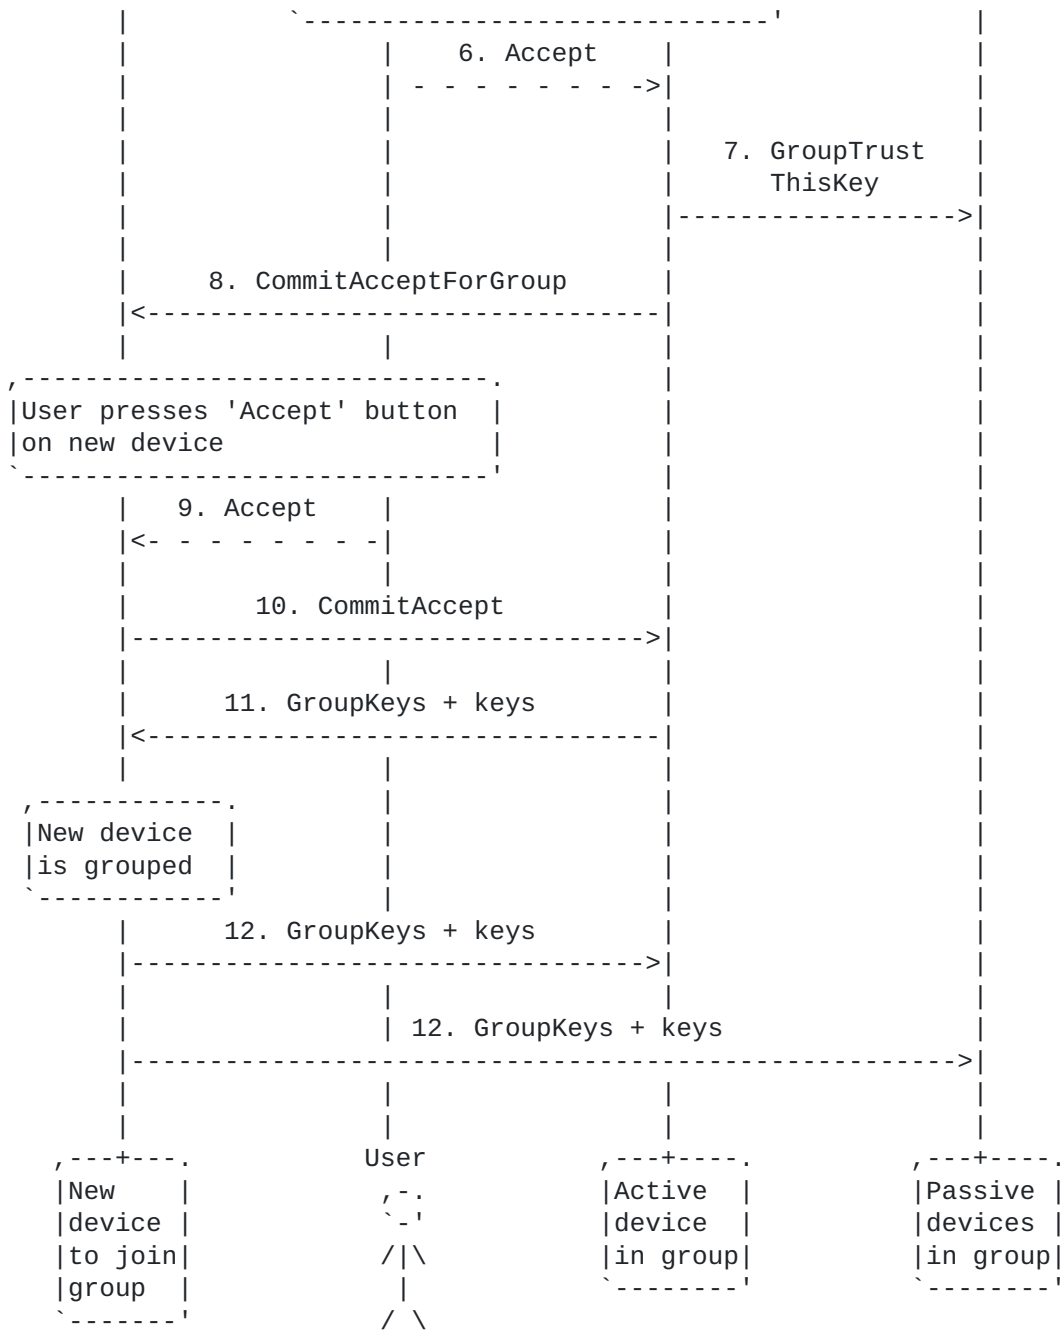 6. Accept
7. GroupTrust
ThisKey
8. CommitAcceptForGroup
User presses 'Accept' button
on new device
9. Accept
10. CommitAccept
11. GroupKeys + keys
New device
is grouped
12. GroupKeys + keys
12. GroupKeys + keys
User
New
device
to join
group
Active
device
in group
Passive
devices
in group